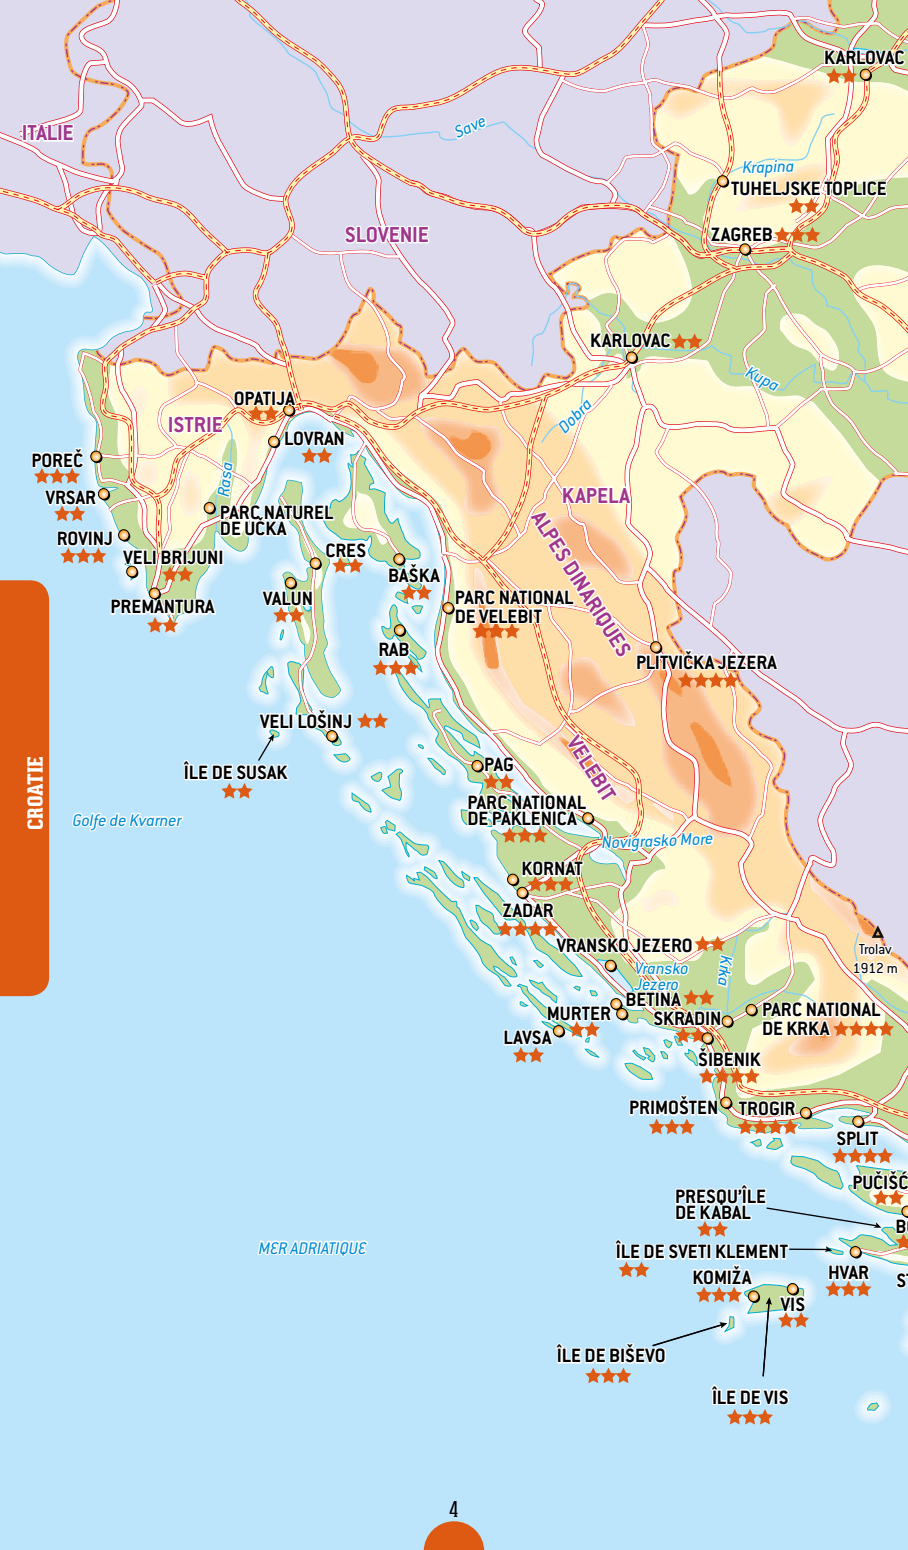 KARLOVAC
ITALIE
Save
Krapina
TUHELJSKE TOPLICE
SLOVENIE
ZAGREB
KARLOVAC
Kupa
Dobra
OPATIJA
ISTRIE
LOVRAN
POREČ
Rasa
VRSAR
KAPELA
PARC NATUREL
DE UČKA
ALPES DINARIQUES
ROVINJ
VELI BRIJUNI
CRES
BAŠKA
VALUN
PREMANTURA
PARC NATIONAL
DE VELEBIT
RAB
PLITVIČKA JEZERA
VELI LOŠINJ
ÎLE DE SUSAK
PAG
VELEBIT
CROATIE
PARC NATIONAL
DE PAKLENICA
Golfe de Kvarner
Novigrasko More
KORNAT
ZADAR
VRANSKO JEZERO
Trolav
1912 m
Vransko
Jezero
Krka
BETINA
MURTER
SKRADIN
PARC NATIONAL
DE KRKA
LAVSA
ŠIBENIK
PRIMOŠTEN
TROGIR
SPLIT
PUČIŠĆ
PRESQU'ÎLE
DE KABAL
B
MER ADRIATIQUE
ÎLE DE SVETI KLEMENT
HVAR
ST
KOMIŽA
VIS
ÎLE DE BIŠEVO
ÎLE DE VIS
4